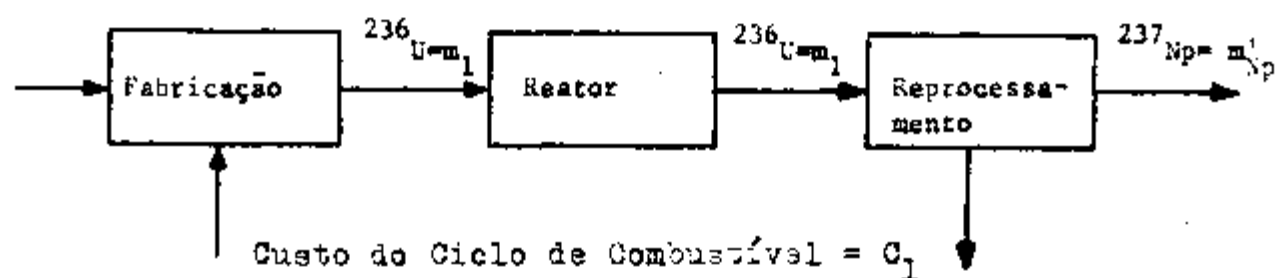 ²³⁶U=m₁
²³⁶U=m₁
²³⁷Np= m'Np
Fabricação
Reator
Reprocessa-
mento
Custo do Ciclo de Combustível = C₁